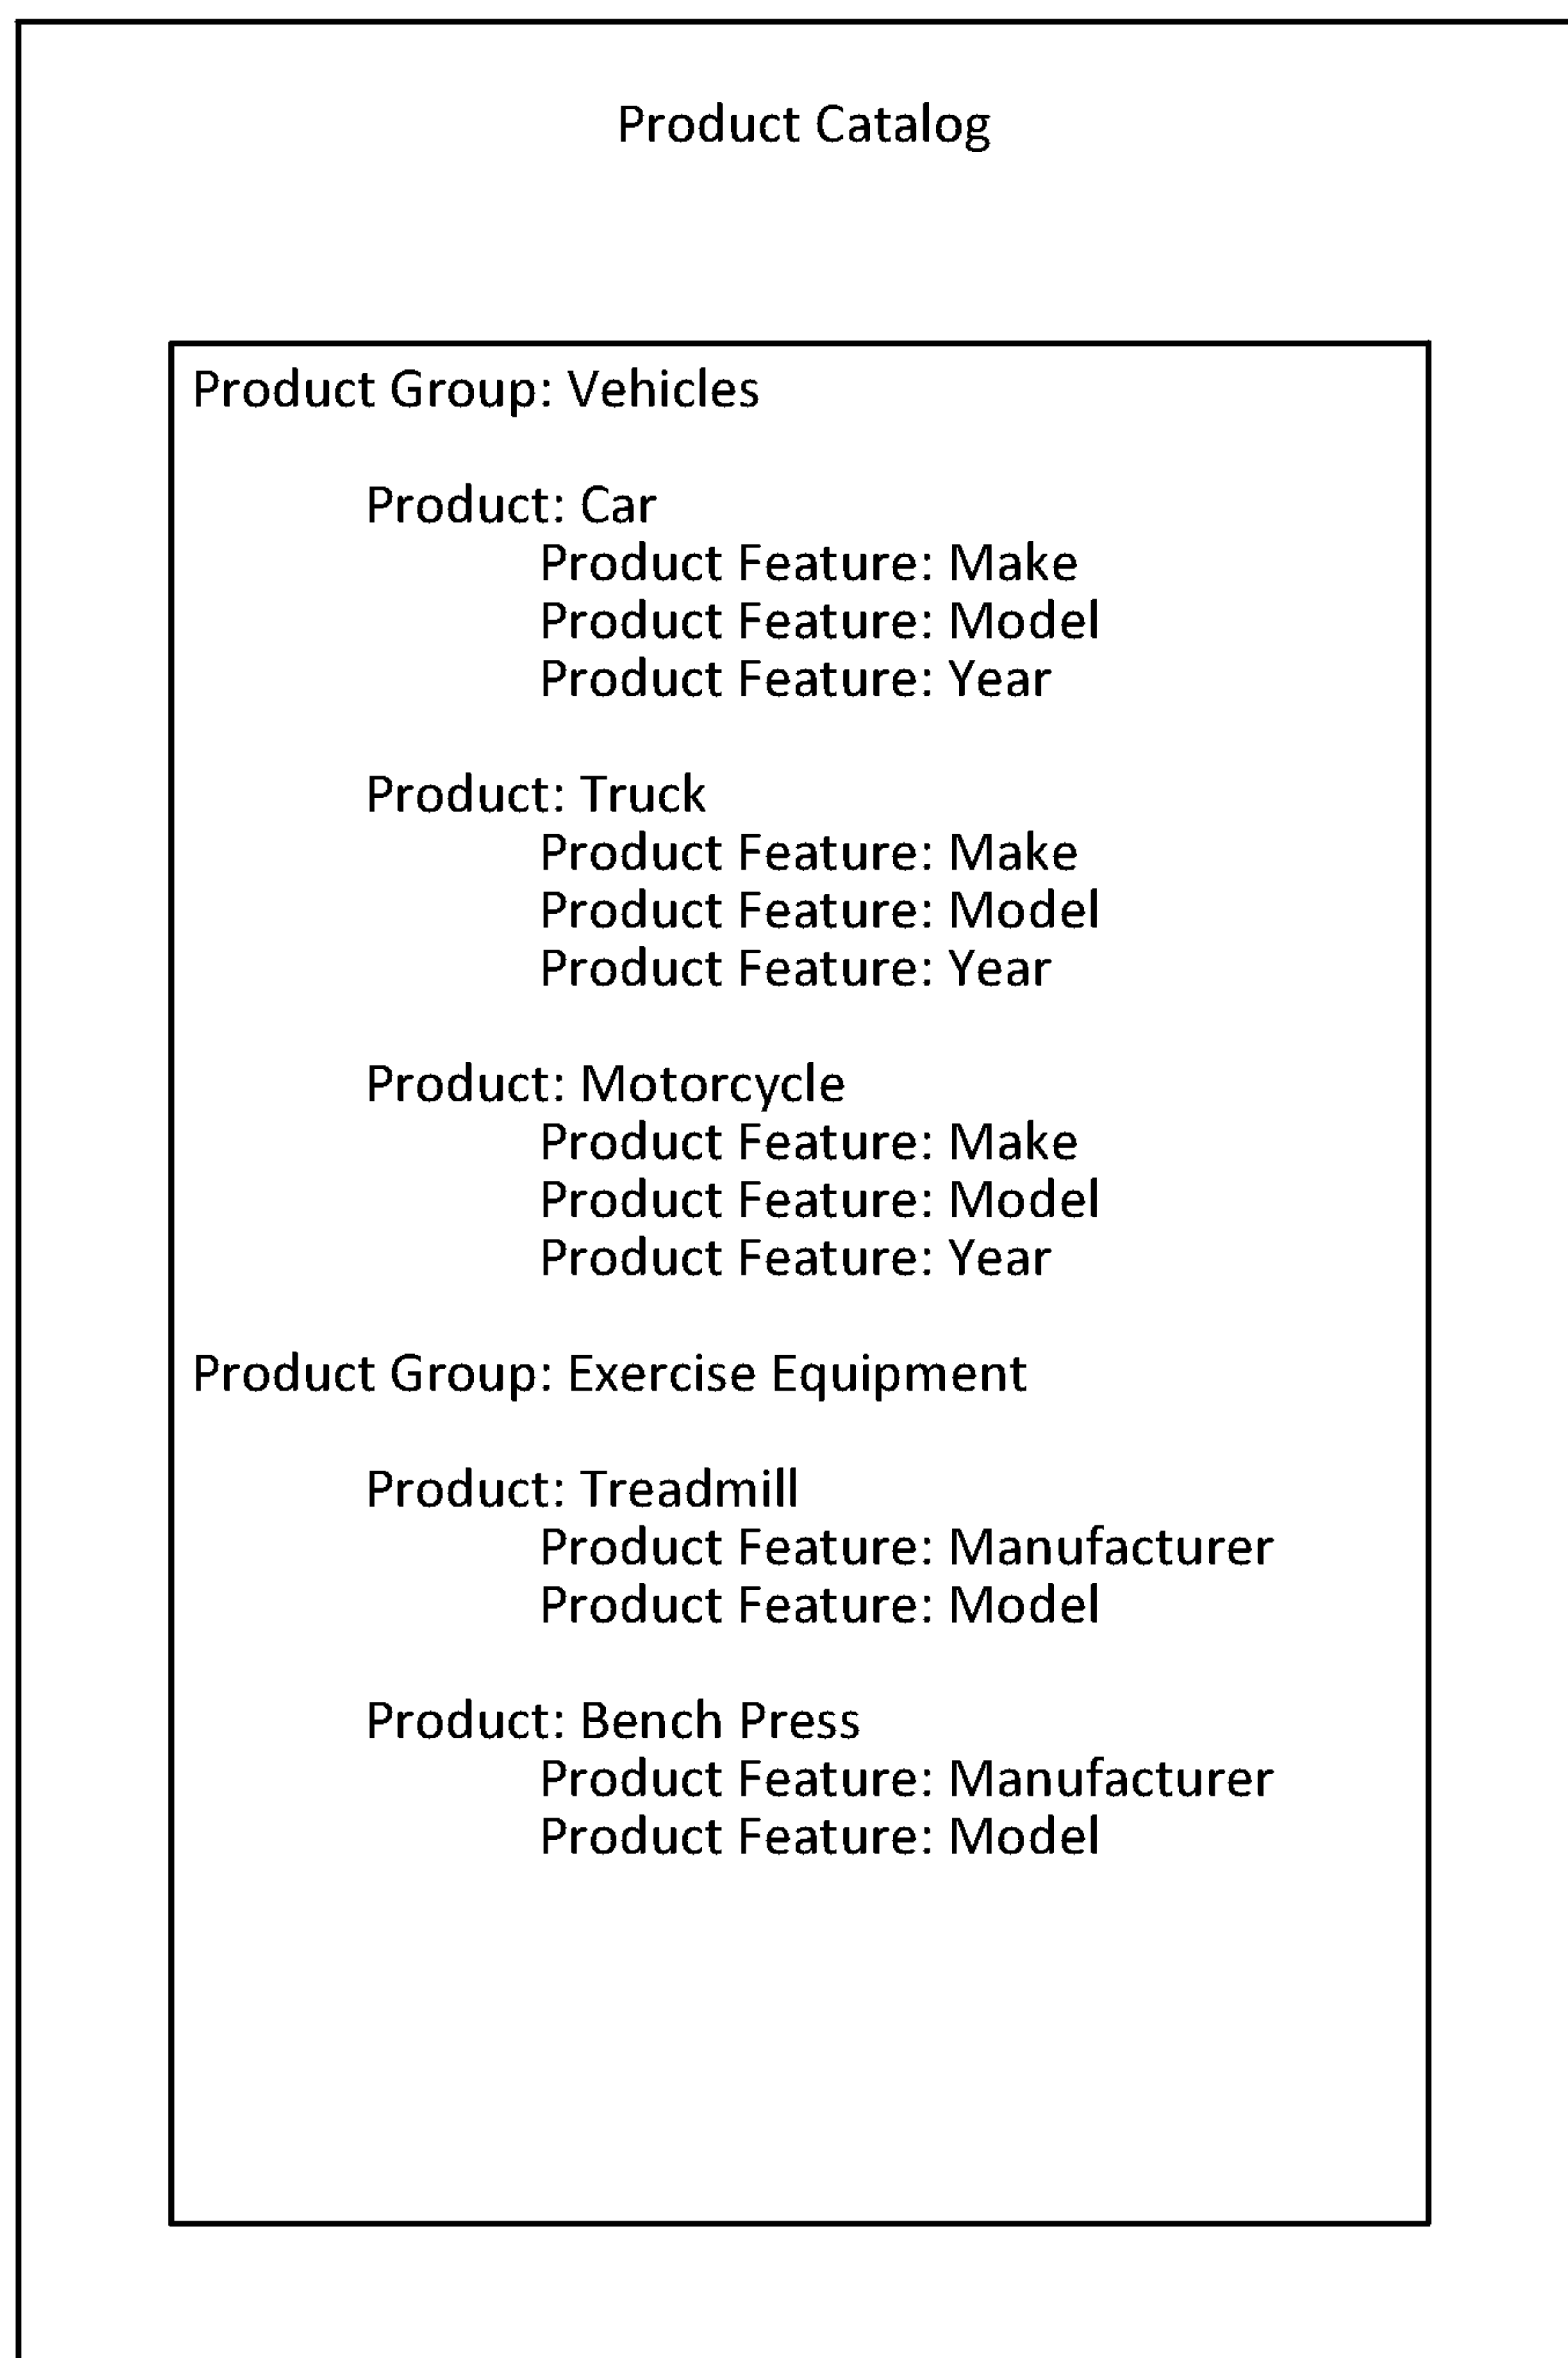 Product Catalog
Product Group: Vehicles
Product: Car
Product Feature: Make
Product Feature: Model
Product Feature: Year
Product: Truck
Product Feature: Make
Product Feature: Model
Product Feature: Year
Product: Motorcycle
Product Feature: Make
Product Feature: Model
Product Feature: Year
Product Group: Exercise Equipment
Product: Treadmill
Product Feature: Manufacturer
Product Feature: Model
Product: Bench Press
Product Feature: Manufacturer
Product Feature: Model